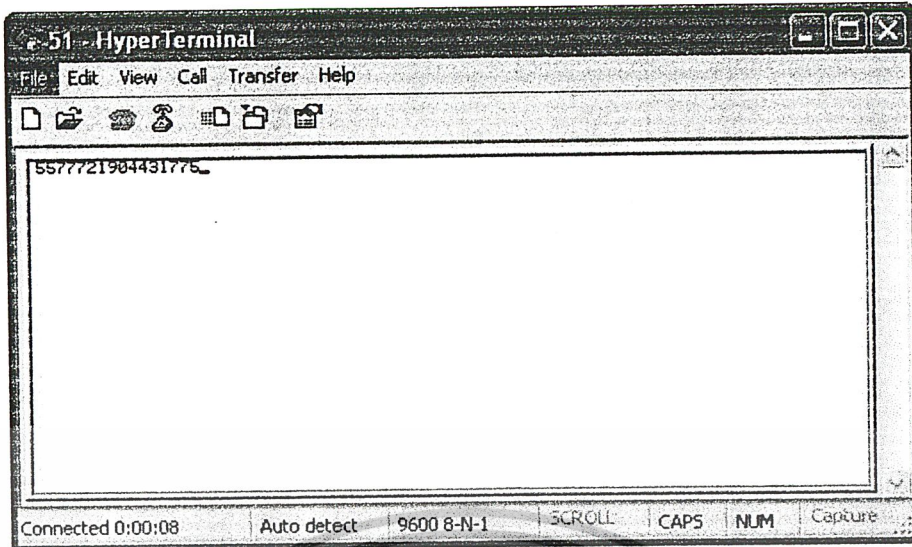 e-51 - HyperTerminal
File Edit View Call Transfer Help
5577721904431775_
Connected 0:00:08 Auto detect 9600 8-N-1 SCROLL CAPS NUM Capture